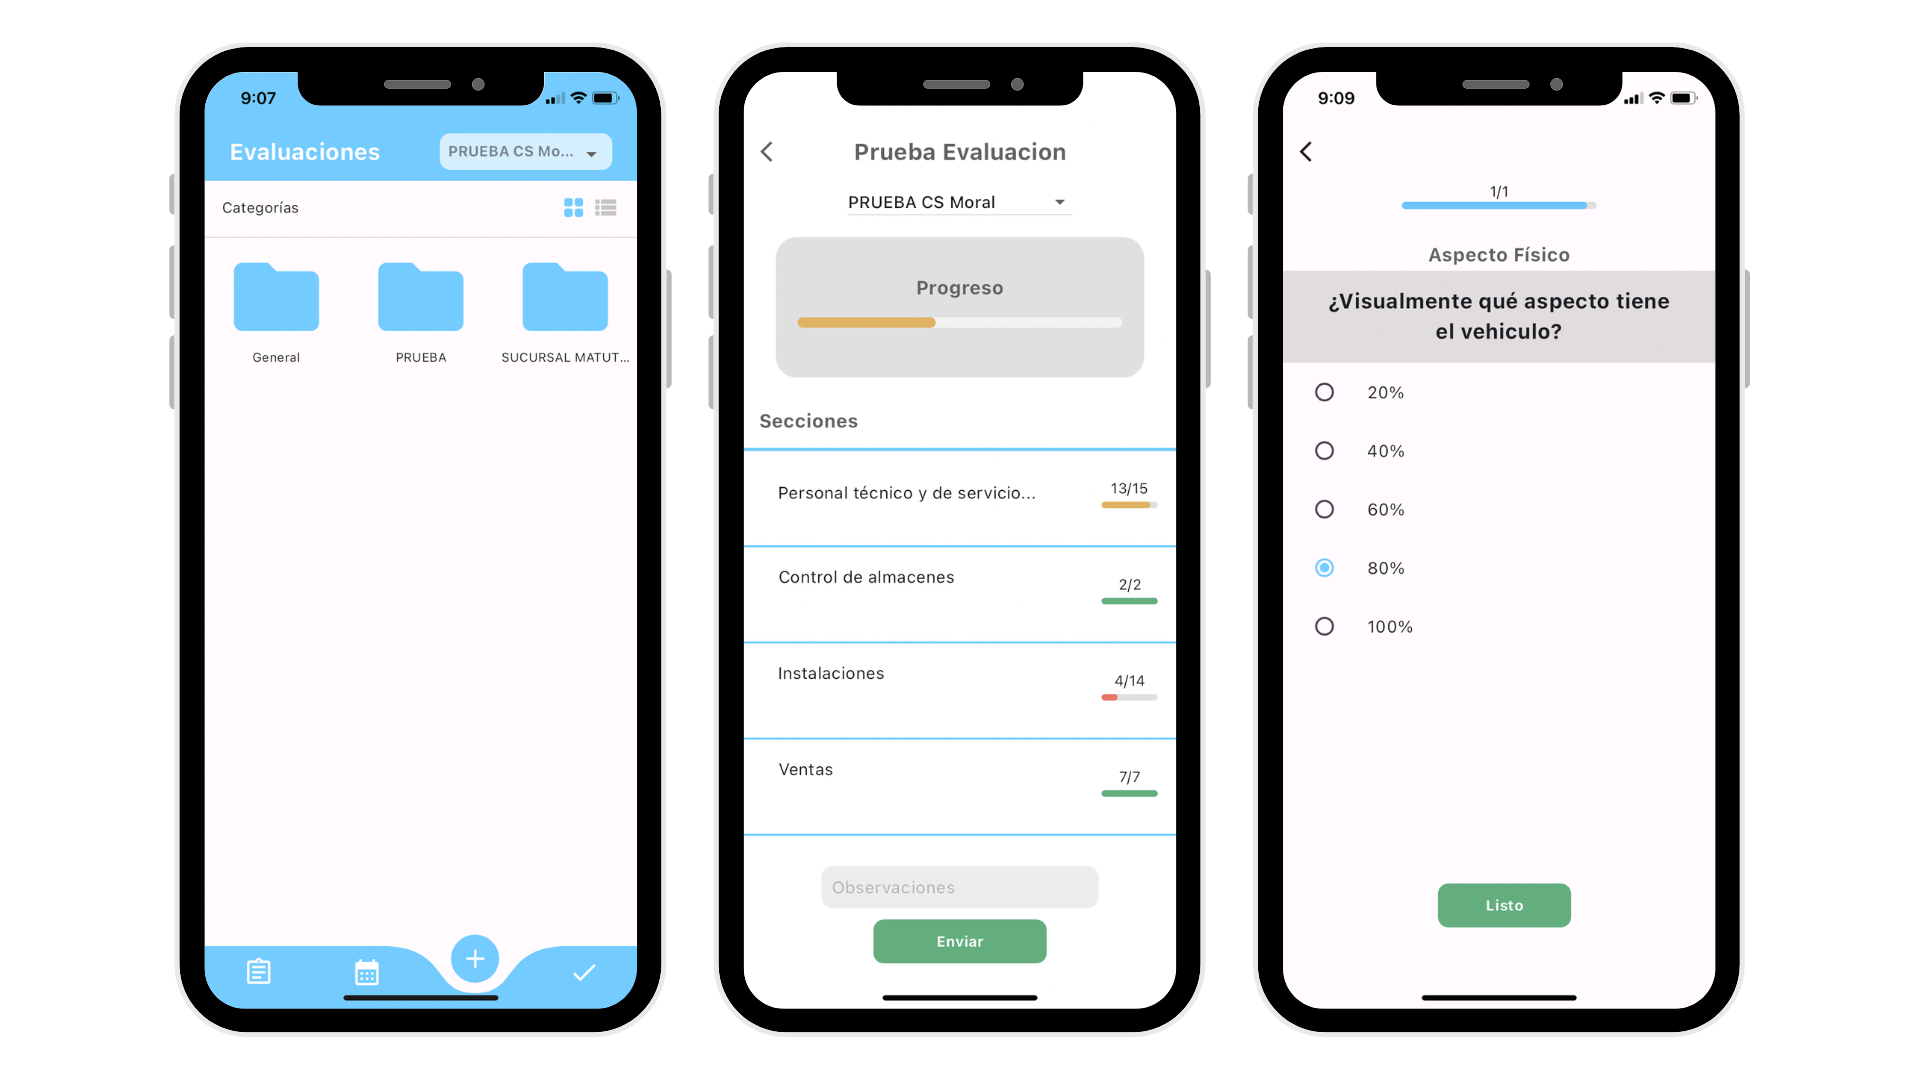 9:07
Evaluaciones
PRUEBA CS Mo...
Categorías
General
PRUEBA
SUCURSAL MATUT...
Prueba Evaluacion
PRUEBA CS Moral
Progreso
Secciones
Personal técnico y de servicio...
13/15
Control de almacenes
2/2
Instalaciones
4/14
Ventas
7/7
Observaciones
Enviar
9:09
1/1
Aspecto Físico
¿Visualmente qué aspecto tiene
el vehiculo?
20%
40%
60%
80%
100%
Listo